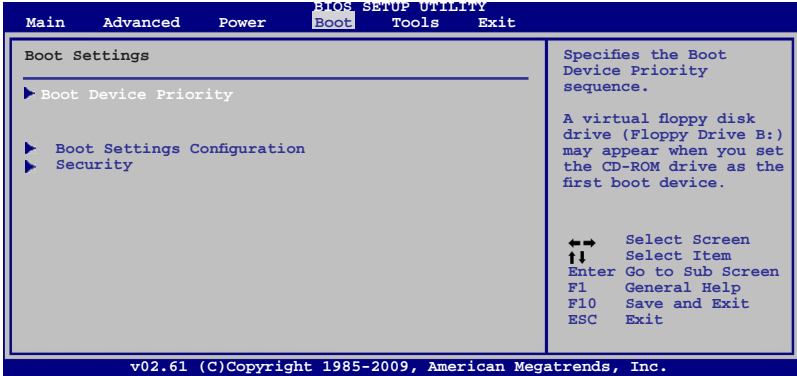 BIOS SETUP UTILITY
Main Advanced Power Boot Tools Exit
Boot Settings
Boot Device Priority
Boot Settings Configuration
Security
Specifies the Boot
Device Priority
sequence.
A virtual floppy disk
drive (Floppy Drive B:)
may appear when you set
the CD-ROM drive as the
first boot device.
←→ Select Screen
↑↓ Select Item
Enter Go to Sub Screen
F1 General Help
F10 Save and Exit
ESC Exit
v02.61 (C)Copyright 1985-2009, American Megatrends, Inc.